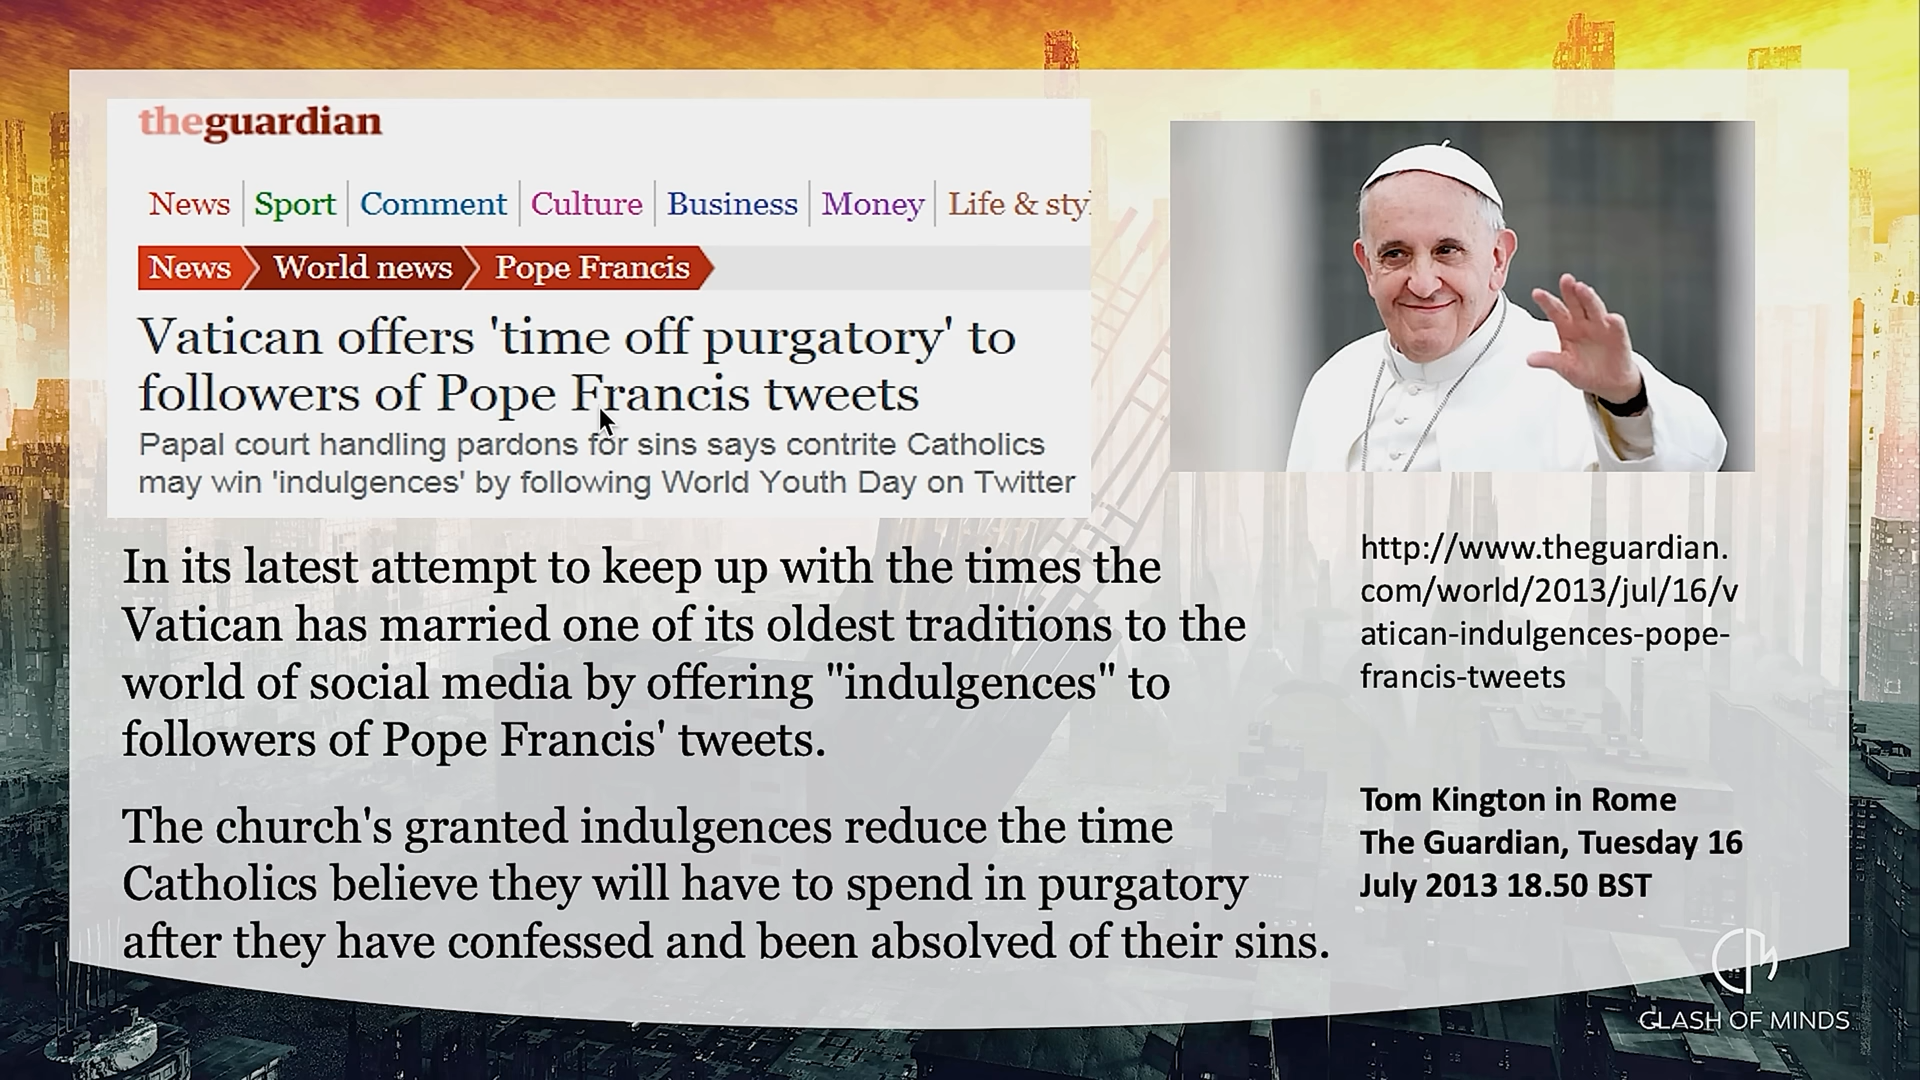 theguardian
News Sport Comment Culture Business Money Life & sty
News World news Pope Francis
Vatican offers 'time off purgatory' to
followers of Pope Francis tweets
Papal court handling pardons for sins says contrite Catholics
may win 'indulgences' by following World Youth Day on Twitter
In its latest attempt to keep up with the times the
Vatican has married one of its oldest traditions to the
world of social media by offering "indulgences" to
followers of Pope Francis' tweets.
The church's granted indulgences reduce the time
Catholics believe they will have to spend in purgatory
after they have confessed and been absolved of their sins.
http://www.theguardian.
com/world/2013/jul/16/v
atican-indulgences-pope-
francis-tweets
Tom Kington in Rome
The Guardian, Tuesday 16
July 2013 18.50 BST
CLASH OF MINDS